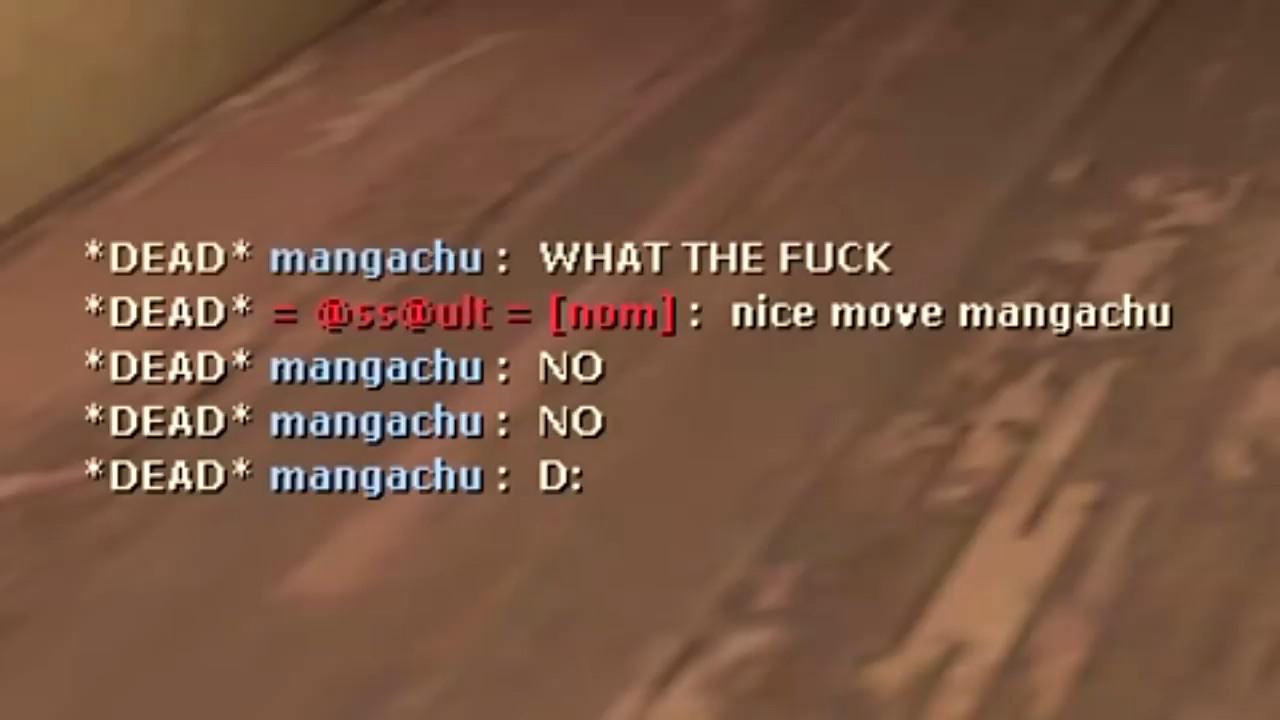 *DEAD* mangachu :  WHAT THE FUCK
*DEAD* = @ss@ult = [nom] :  nice move mangachu
*DEAD* mangachu :  NO
*DEAD* mangachu :  NO
*DEAD* mangachu :  D: